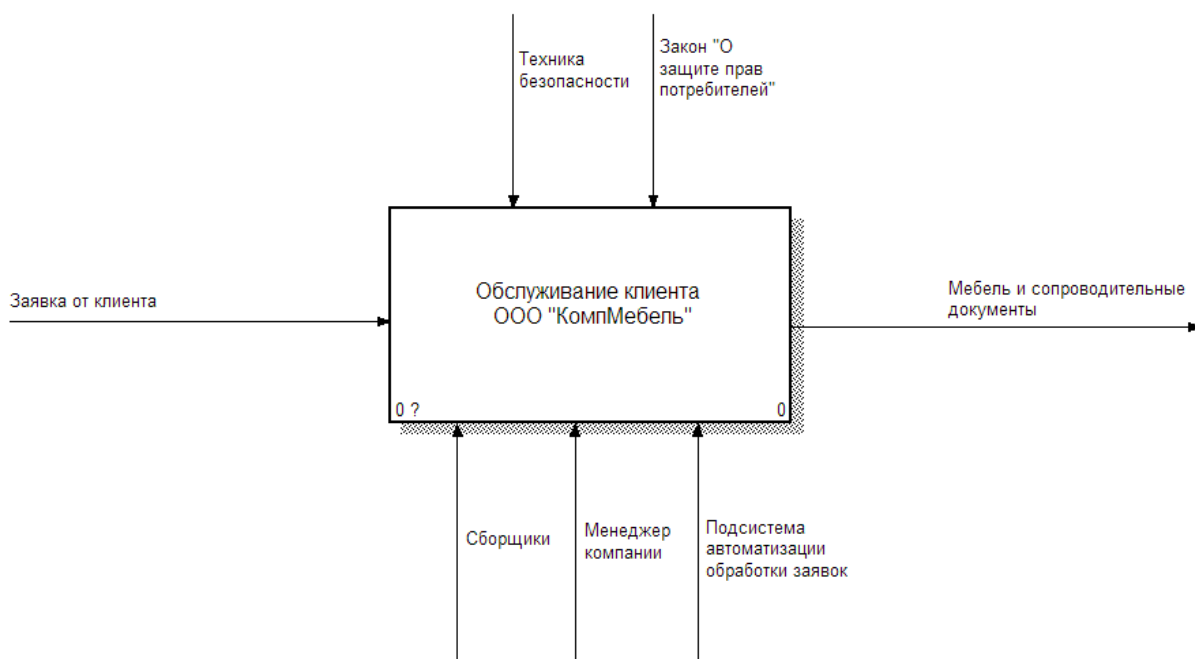 Техника
безопасности
Закон "О
защите прав
потребителей"
Заявка от клиента
Обслуживание клиента
ООО "КомпМебель"
0 ?
0
Мебель и сопроводительные
документы
Сборщики
Менеджер
компании
Подсистема
автоматизации
обработки заявок